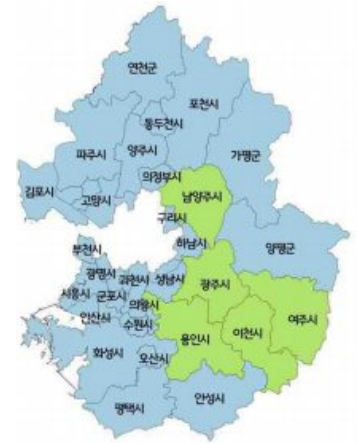 연천군
포천시
동두천시
파주시
양주시
가평군
의정부시
김포시
고양시
남양주시
구리시
하남시
양평군
부천시
광명시
과천시
성남시
광주시
시흥시
군포시
의왕시
안산시
수원시
용인시
이천시
여주시
화성시
오산시
평택시
안성시